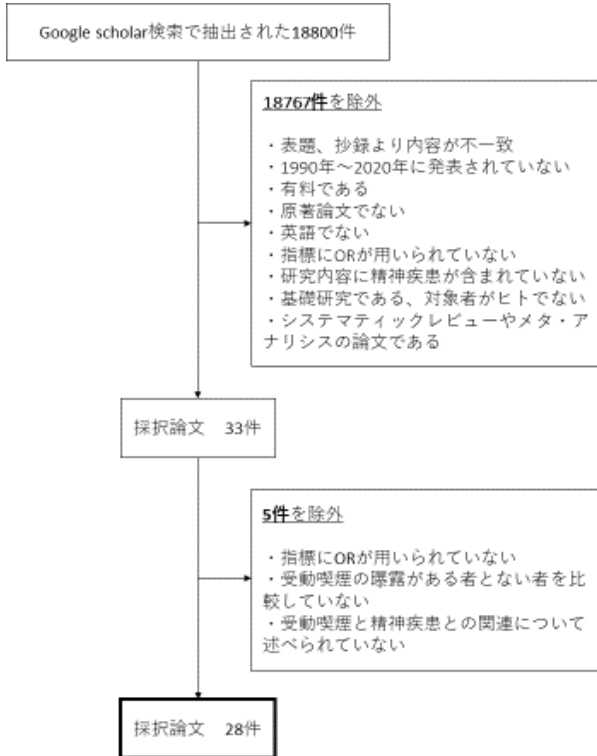 Google scholar検索で抽出された18800件
18767件を除外
・表題、抄録より内容が不一致
・1990年～2020年に発表されていない
・有料である
・原著論文でない
・英語でない
・指標にORが用いられていない
・研究内容に精神疾患が含まれていない
・基礎研究である、対象者がヒトでない
・システマティックレビューやメタ・ア
ナリシスの論文である
採択論文　33件
5件を除外
・指標にORが用いられていない
・受動喫煙の曝露がある者とない者を比
較していない
・受動喫煙と精神疾患との関連について
述べられていない
採択論文　28件